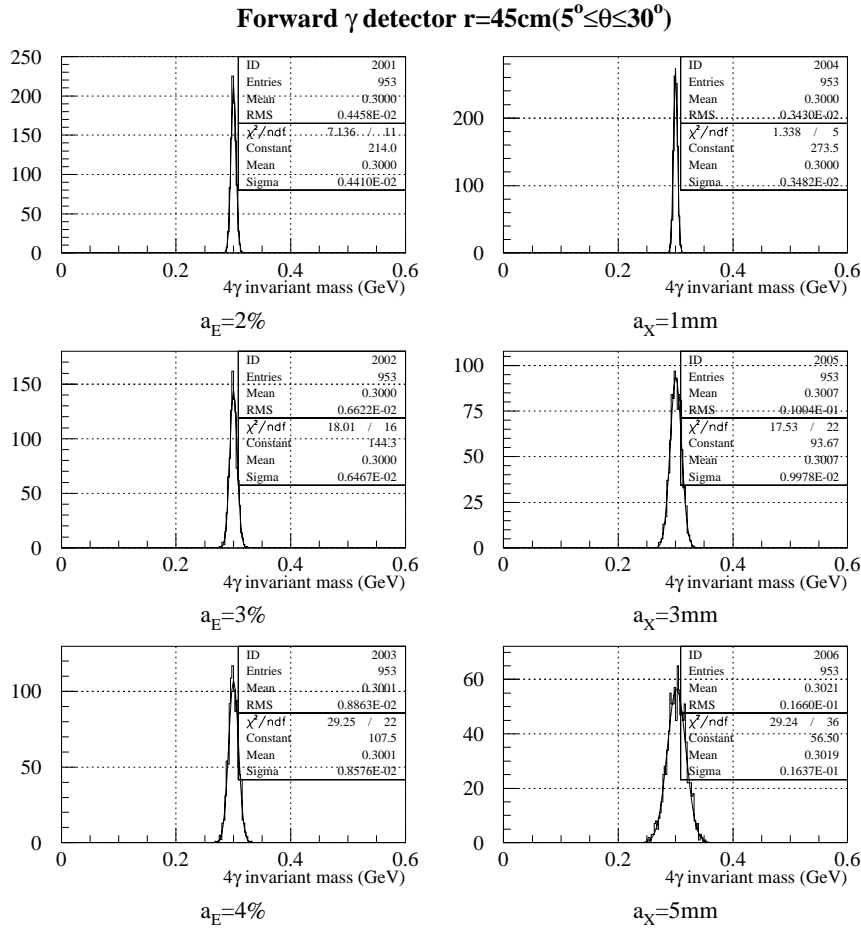 Forward γ detector r=45cm(5°≤θ≤30°)
250
200
150
100
50
0
0 0.2 0.4 0.6
4γ invariant mass (GeV)
ID 2001
Entries 953
Mean 0.3000
RMS 0.4458E-02
χ²/ndf 7.136 / 11
Constant 214.0
Mean 0.3000
Sigma 0.4410E-02
a_E=2%
200
100
0
0 0.2 0.4 0.6
4γ invariant mass (GeV)
ID 2004
Entries 953
Mean 0.3000
RMS 0.3430E-02
χ²/ndf 1.338 / 5
Constant 273.5
Mean 0.3000
Sigma 0.3482E-02
a_X=1mm
150
100
50
0
0 0.2 0.4 0.6
4γ invariant mass (GeV)
ID 2002
Entries 953
Mean 0.3000
RMS 0.6622E-02
χ²/ndf 18.01 / 16
Constant 144.3
Mean 0.3000
Sigma 0.6467E-02
a_E=3%
100
75
50
25
0
0 0.2 0.4 0.6
4γ invariant mass (GeV)
ID 2005
Entries 953
Mean 0.3007
RMS 0.1004E-01
χ²/ndf 17.53 / 22
Constant 93.67
Mean 0.3007
Sigma 0.9978E-02
a_X=3mm
100
50
0
0 0.2 0.4 0.6
4γ invariant mass (GeV)
ID 2003
Entries 953
Mean 0.3001
RMS 0.8863E-02
χ²/ndf 29.25 / 22
Constant 107.5
Mean 0.3001
Sigma 0.8576E-02
a_E=4%
60
40
20
0
0 0.2 0.4 0.6
4γ invariant mass (GeV)
ID 2006
Entries 953
Mean 0.3021
RMS 0.1660E-01
χ²/ndf 29.24 / 36
Constant 56.50
Mean 0.3019
Sigma 0.1637E-01
a_X=5mm